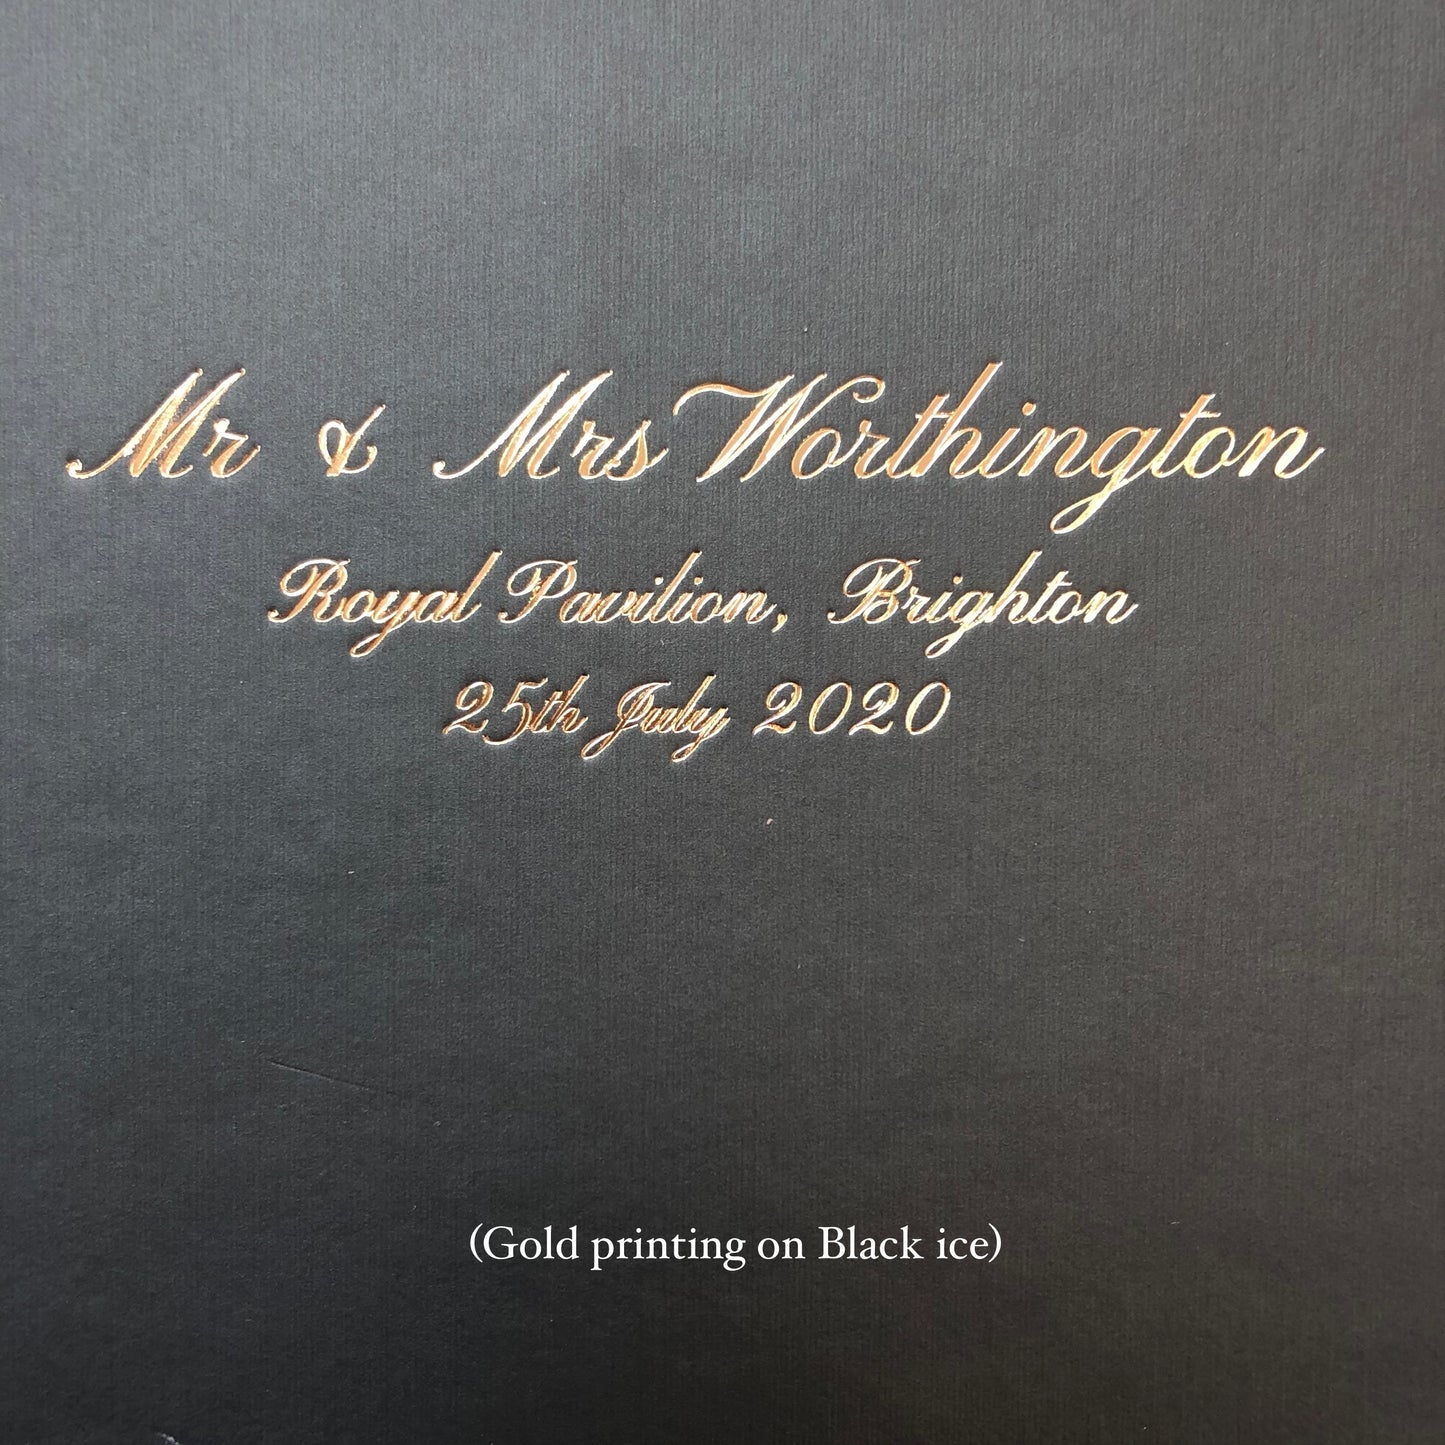 Mr & Mrs Worthington
Royal Pavilion, Brighton
25th July 2020
(Gold printing on Black ice)